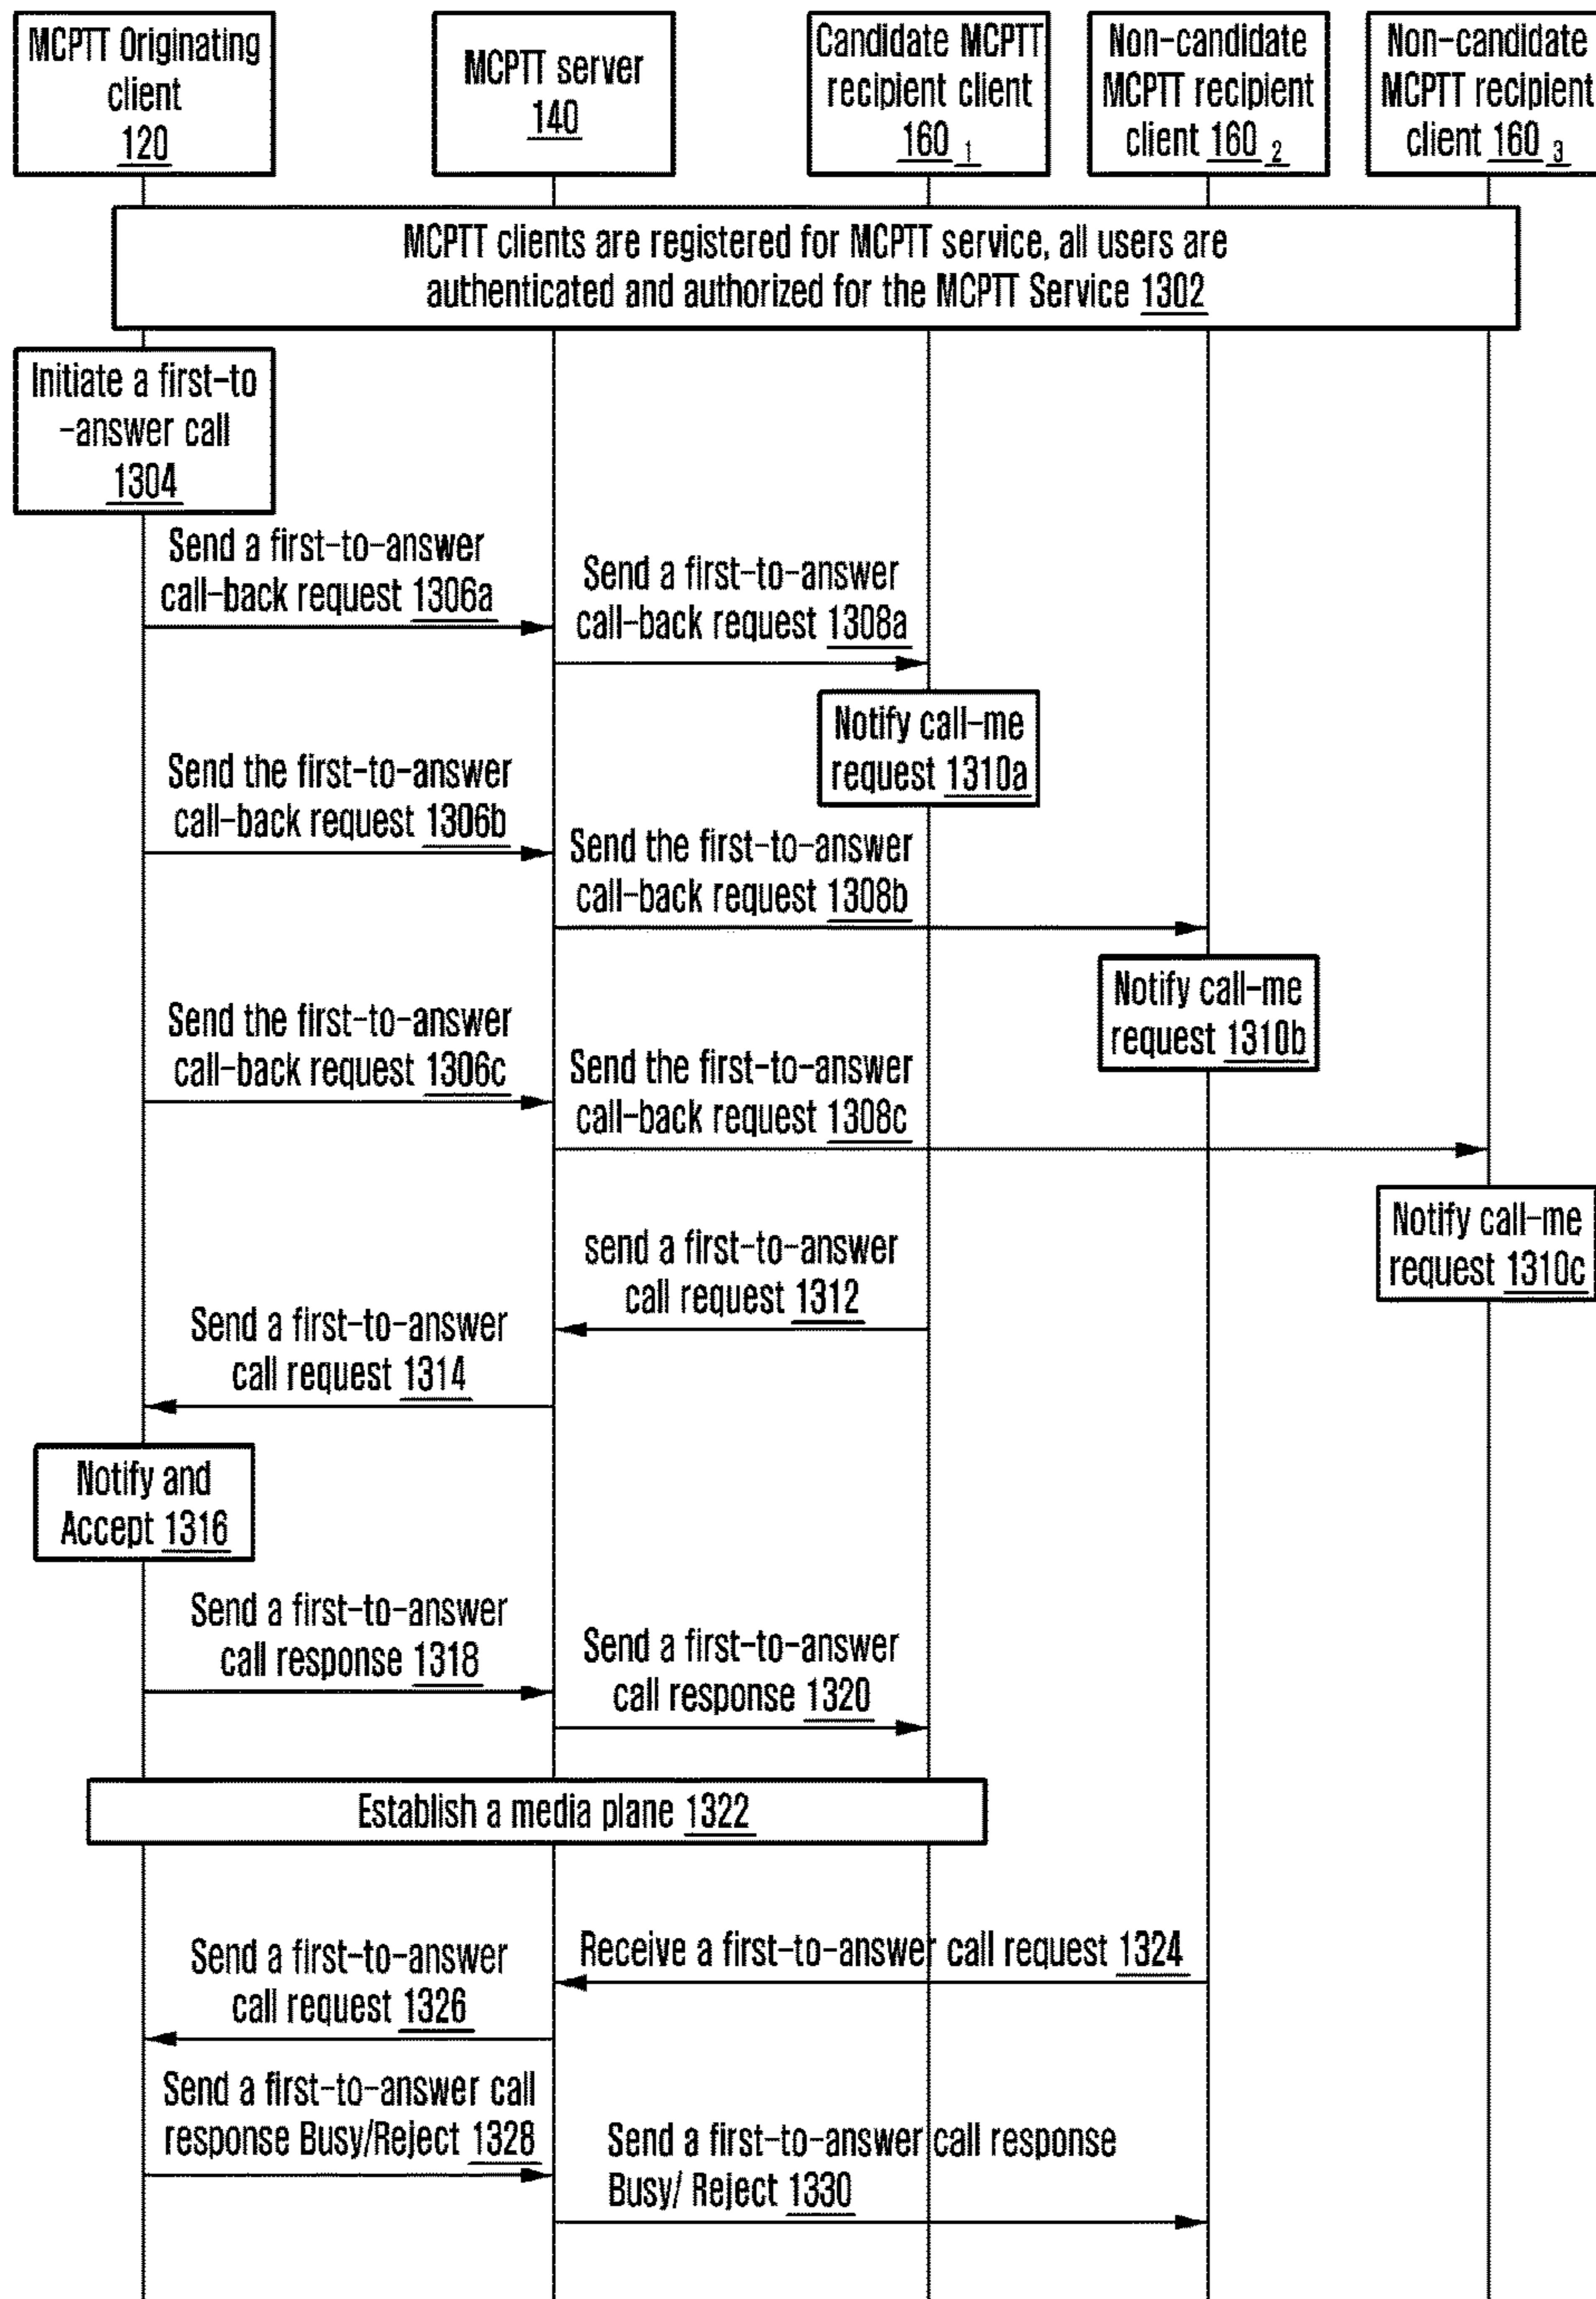 MCPTT Originating
client
120
MCPTT server
140
Candidate MCPTT
recipient client
160 1
Non-candidate
MCPTT recipient
client 160 2
Non-candidate
MCPTT recipient
client 160 3
MCPTT clients are registered for MCPTT service, all users are
authenticated and authorized for the MCPTT Service 1302
Initiate a first-to
-answer call
1304
Send a first-to-answer
call-back request 1306a
Send a first-to-answer
call-back request 1308a
Notify call-me
request 1310a
Send the first-to-answer
call-back request 1306b
Send the first-to-answer
call-back request 1308b
Notify call-me
request 1310b
Send the first-to-answer
call-back request 1306c
Send the first-to-answer
call-back request 1308c
Notify call-me
request 1310c
send a first-to-answer
call request 1312
Send a first-to-answer
call request 1314
Notify and
Accept 1316
Send a first-to-answer
call response 1318
Send a first-to-answer
call response 1320
Establish a media plane 1322
Receive a first-to-answer call request 1324
Send a first-to-answer
call request 1326
Send a first-to-answer call
response Busy/Reject 1328
Send a first-to-answer call response
Busy/ Reject 1330